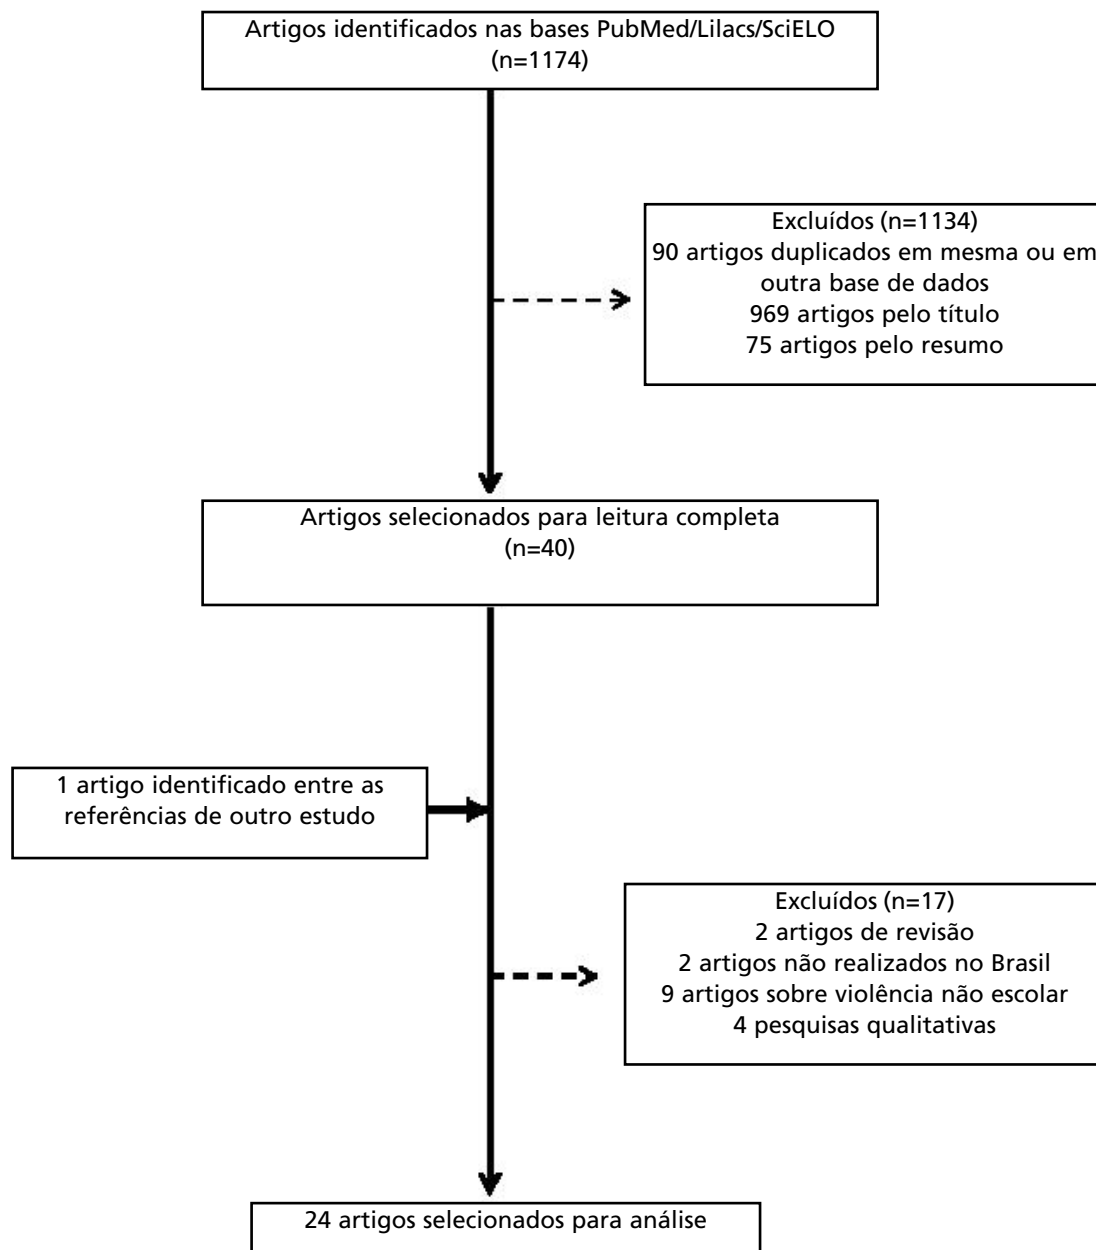 Artigos identificados nas bases PubMed/Lilacs/SciELO
(n=1174)
Excluídos (n=1134)
90 artigos duplicados em mesma ou em
outra base de dados
969 artigos pelo título
75 artigos pelo resumo
Artigos selecionados para leitura completa
(n=40)
1 artigo identificado entre as
referências de outro estudo
Excluídos (n=17)
2 artigos de revisão
2 artigos não realizados no Brasil
9 artigos sobre violência não escolar
4 pesquisas qualitativas
24 artigos selecionados para análise